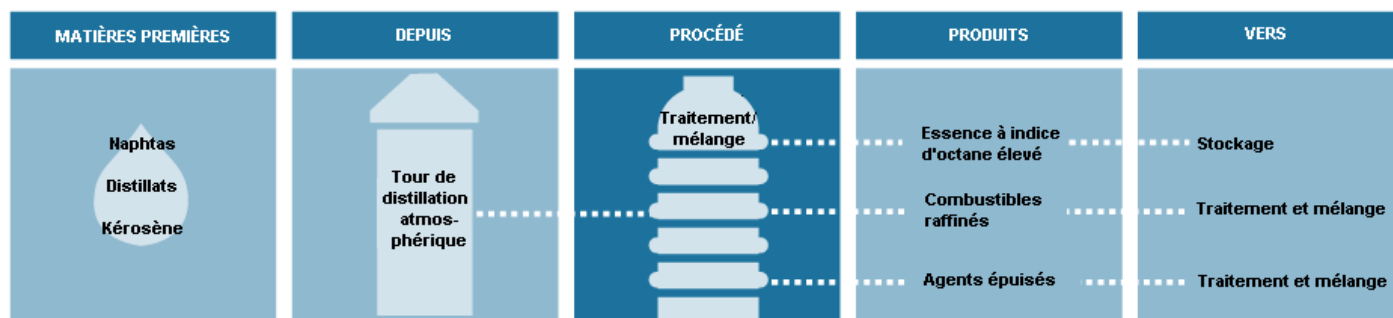 MATIÈRES PREMIÈRES
DEPUIS
PROCÉDÉ
PRODUITS
VERS
Naphtas
Distillats
Kérosène
Tour de
distillation
atmos-
phérique
Traitement/
mélange
Essence à indice
d'octane élevé
Combustibles
raffinés
Agents épuisés
Stockage
Traitement et mélange
Traitement et mélange